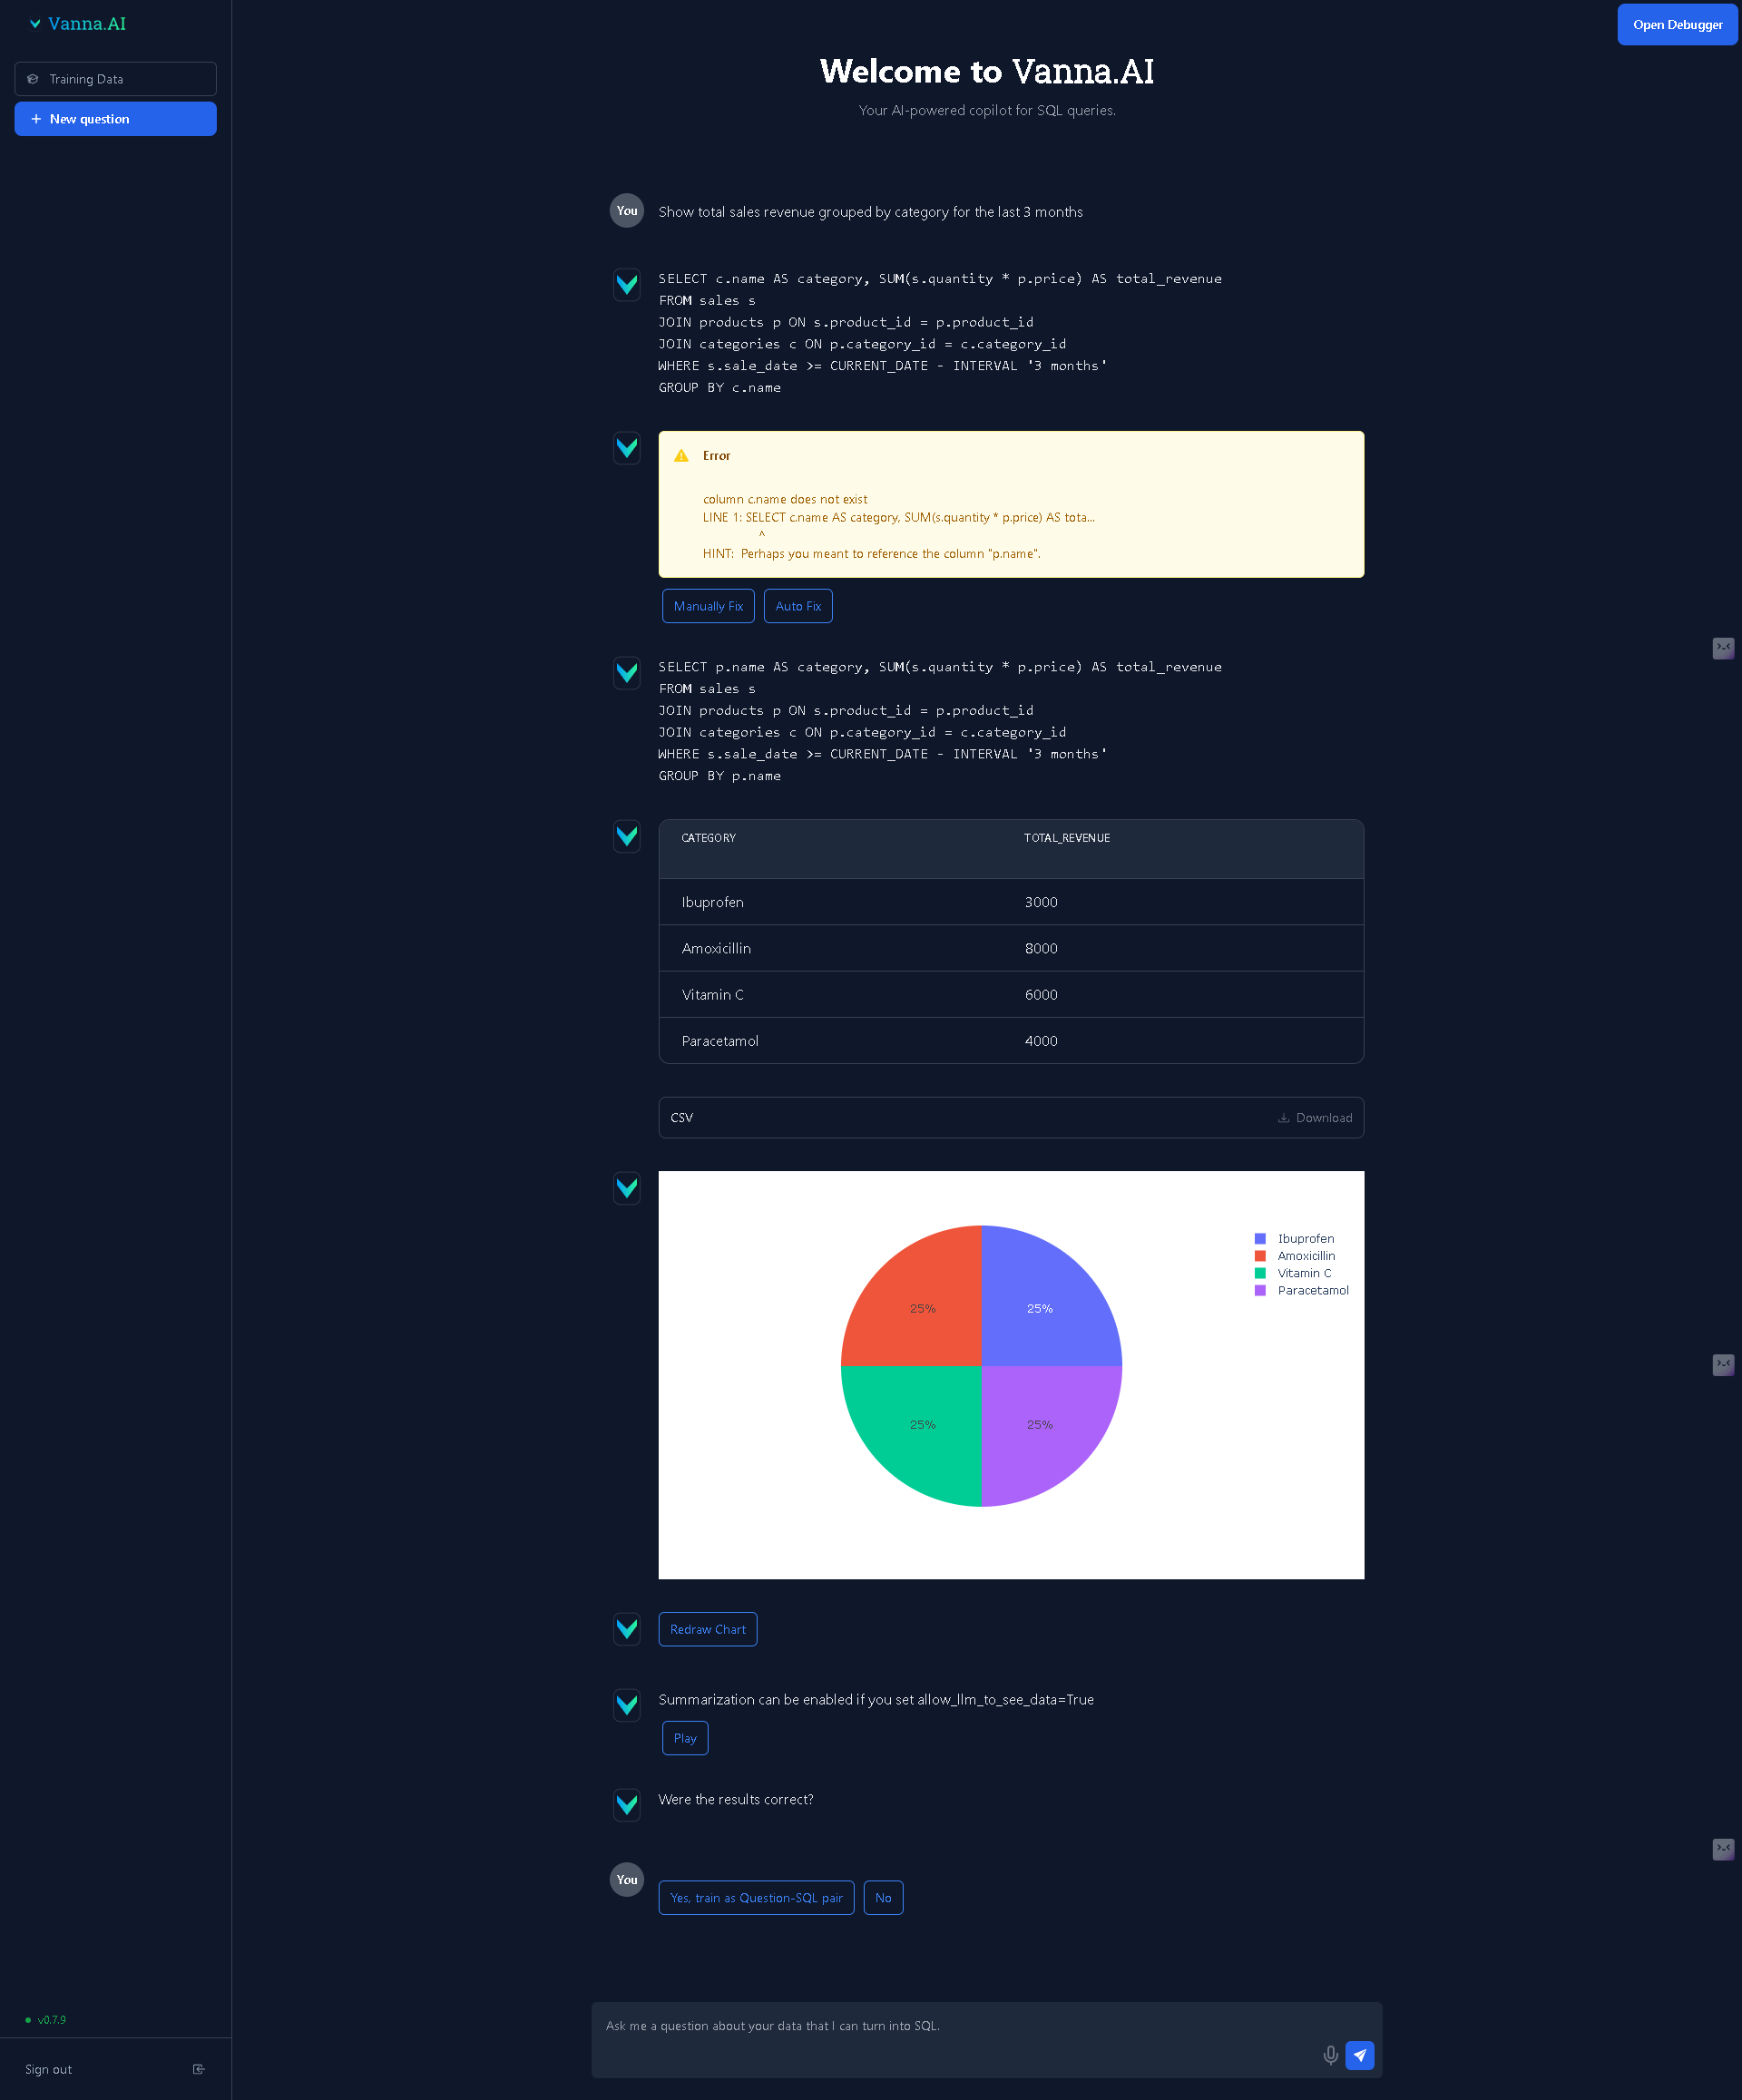 Vanna.AI
Open Debugger
Training Data
New question
Welcome to Vanna.AI
Your AI-powered copilot for SQL queries.
You
Show total sales revenue grouped by category for the last 3 months
SELECT c.name AS category, SUM(s.quantity * p.price) AS total_revenue
FROM sales s
JOIN products p ON s.product_id = p.product_id
JOIN categories c ON p.category_id = c.category_id
WHERE s.sale_date >= CURRENT_DATE - INTERVAL '3 months'
GROUP BY c.name
Error
column c.name does not exist
LINE 1: SELECT c.name AS category, SUM(s.quantity * p.price) AS tota...
^
HINT: Perhaps you meant to reference the column "p.name".
Manually Fix
Auto Fix
SELECT p.name AS category, SUM(s.quantity * p.price) AS total_revenue
FROM sales s
JOIN products p ON s.product_id = p.product_id
JOIN categories c ON p.category_id = c.category_id
WHERE s.sale_date >= CURRENT_DATE - INTERVAL '3 months'
GROUP BY p.name
CATEGORY TOTAL_REVENUE
Ibuprofen 3000
Amoxicillin 8000
Vitamin C 6000
Paracetamol 4000
CSV
Download
Ibuprofen
Amoxicillin
Vitamin C
Paracetamol
25% 25%
25% 25%
Redraw Chart
Summarization can be enabled if you set allow_llm_to_see_data=True
Play
Were the results correct?
You
Yes, train as Question-SQL pair
No
v0.7.9
Ask me a question about your data that I can turn into SQL.
Sign out